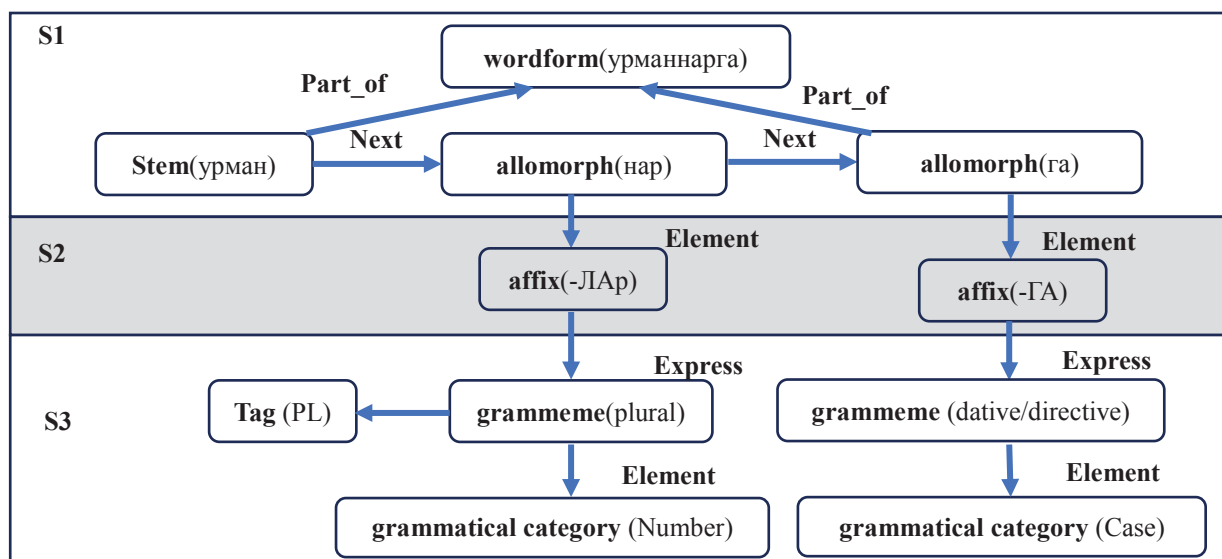 S1
wordform(урманнарга)
Part_of
Part_of
Next
Next
Stem(урман)
allomorph(нар)
allomorph(га)
S2
Element
Element
affix(-ЛАр)
affix(-ГА)
S3
Express
Express
Tag (PL)
grammeme(plural)
grammeme (dative/directive)
Element
Element
grammatical category (Number)
grammatical category (Case)